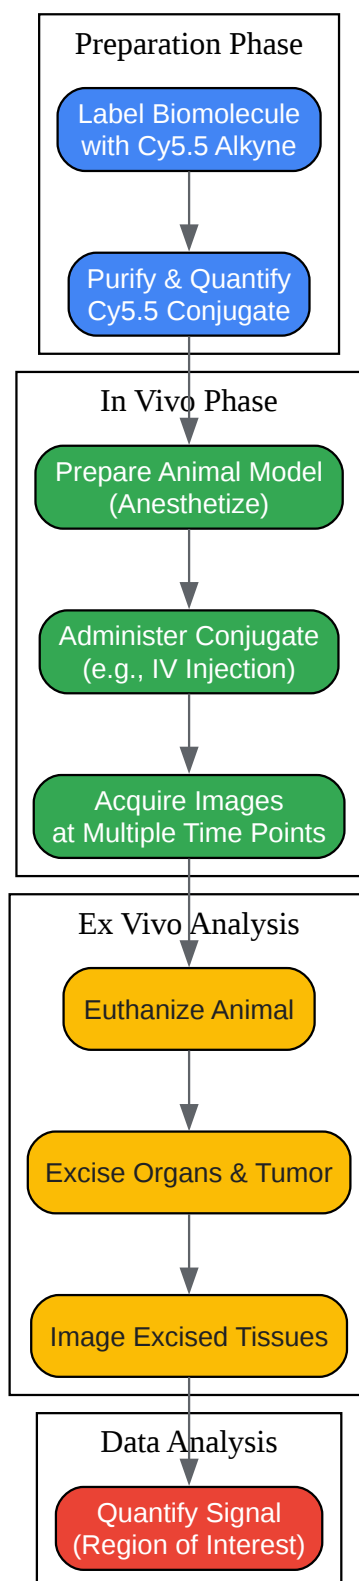 Preparation Phase
Label Biomolecule
with Cy5.5 Alkyne
Purify & Quantify
Cy5.5 Conjugate
In Vivo Phase
Prepare Animal Model
(Anesthetize)
Administer Conjugate
(e.g., IV Injection)
Acquire Images
at Multiple Time Points
Ex Vivo Analysis
Euthanize Animal
Excise Organs & Tumor
Image Excised Tissues
Data Analysis
Quantify Signal
(Region of Interest)